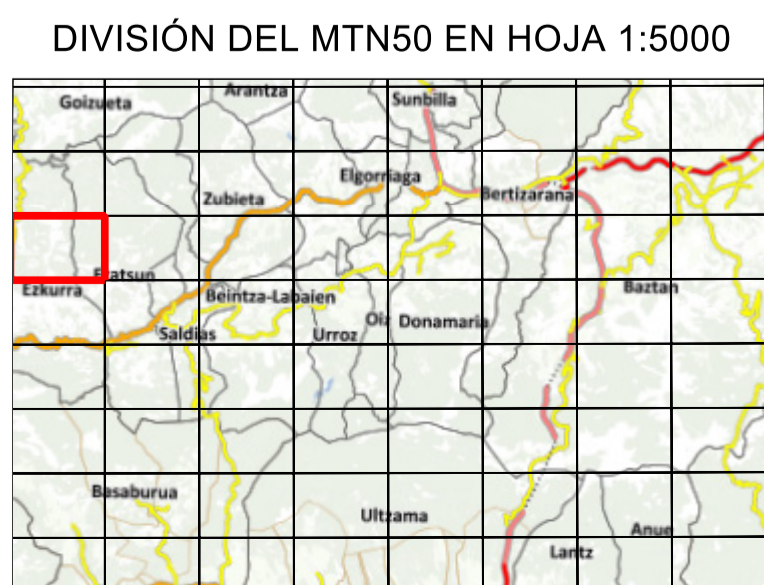 DIVISIÓN DEL MTN50 EN HOJA 1:5000
Arantza
Goizueta
Sunbilla
Elgorriaga
Zubieta
Bertizarana
Eratsun
Ezkurra
Baztan
Beintza-Labaien
Oiz
Donamaria
Saldias
Urroz
Basaburua
Ultzama
Anue
Lantz